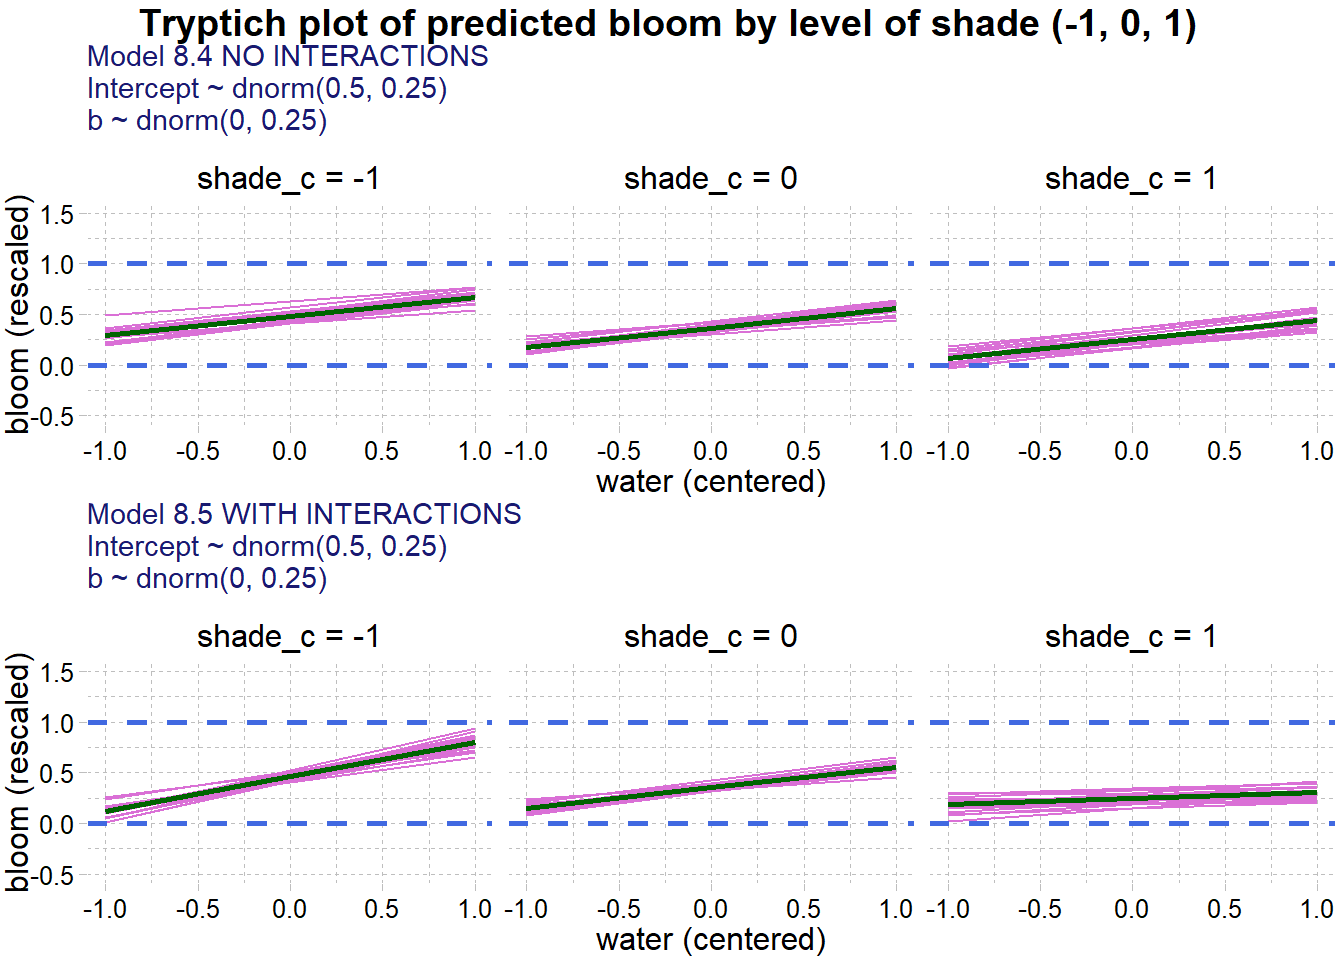 Tryptich plot of predicted bloom by level of shade (-1, 0, 1)
Model 8.4 NO INTERACTIONS
Intercept ~ dnorm(0.5, 0.25)
b ~ dnorm(0, 0.25)
shade_c = -1 shade_c = 0 shade_c = 1
bloom (rescaled)
1.5
1.0
0.5
0.0
-0.5
-1.0 -0.5 0.0 0.5 1.0 -1.0 -0.5 0.0 0.5 1.0 -1.0 -0.5 0.0 0.5 1.0
water (centered)
Model 8.5 WITH INTERACTIONS
Intercept ~ dnorm(0.5, 0.25)
b ~ dnorm(0, 0.25)
shade_c = -1 shade_c = 0 shade_c = 1
bloom (rescaled)
1.5
1.0
0.5
0.0
-0.5
-1.0 -0.5 0.0 0.5 1.0 -1.0 -0.5 0.0 0.5 1.0 -1.0 -0.5 0.0 0.5 1.0
water (centered)